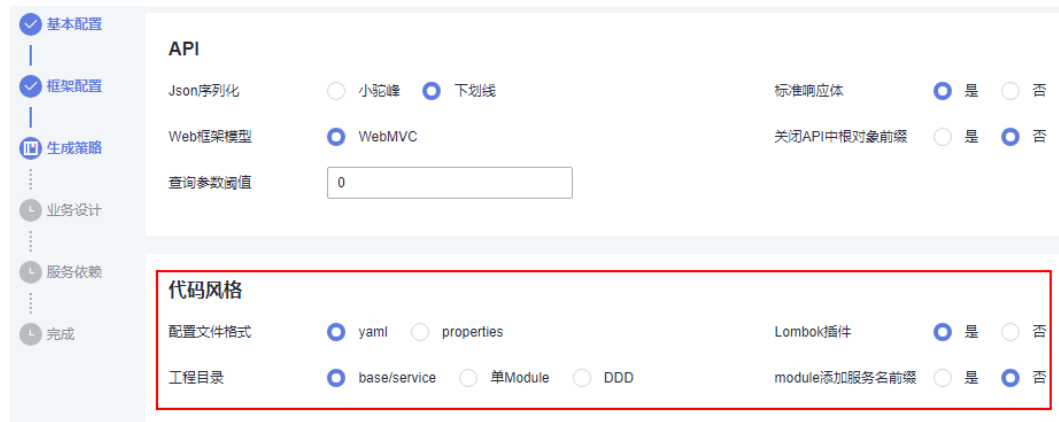 基本配置
框架配置
生成策略
业务设计
服务依赖
完成
API
Json序列化 小驼峰 下划线 标准响应体 是 否
Web框架模型 WebMVC 关闭API中根对象前缀 是 否
查询参数阈值 0
代码风格
配置文件格式 yaml properties Lombok插件 是 否
工程目录 base/service 单Module DDD module添加服务名前缀 是 否